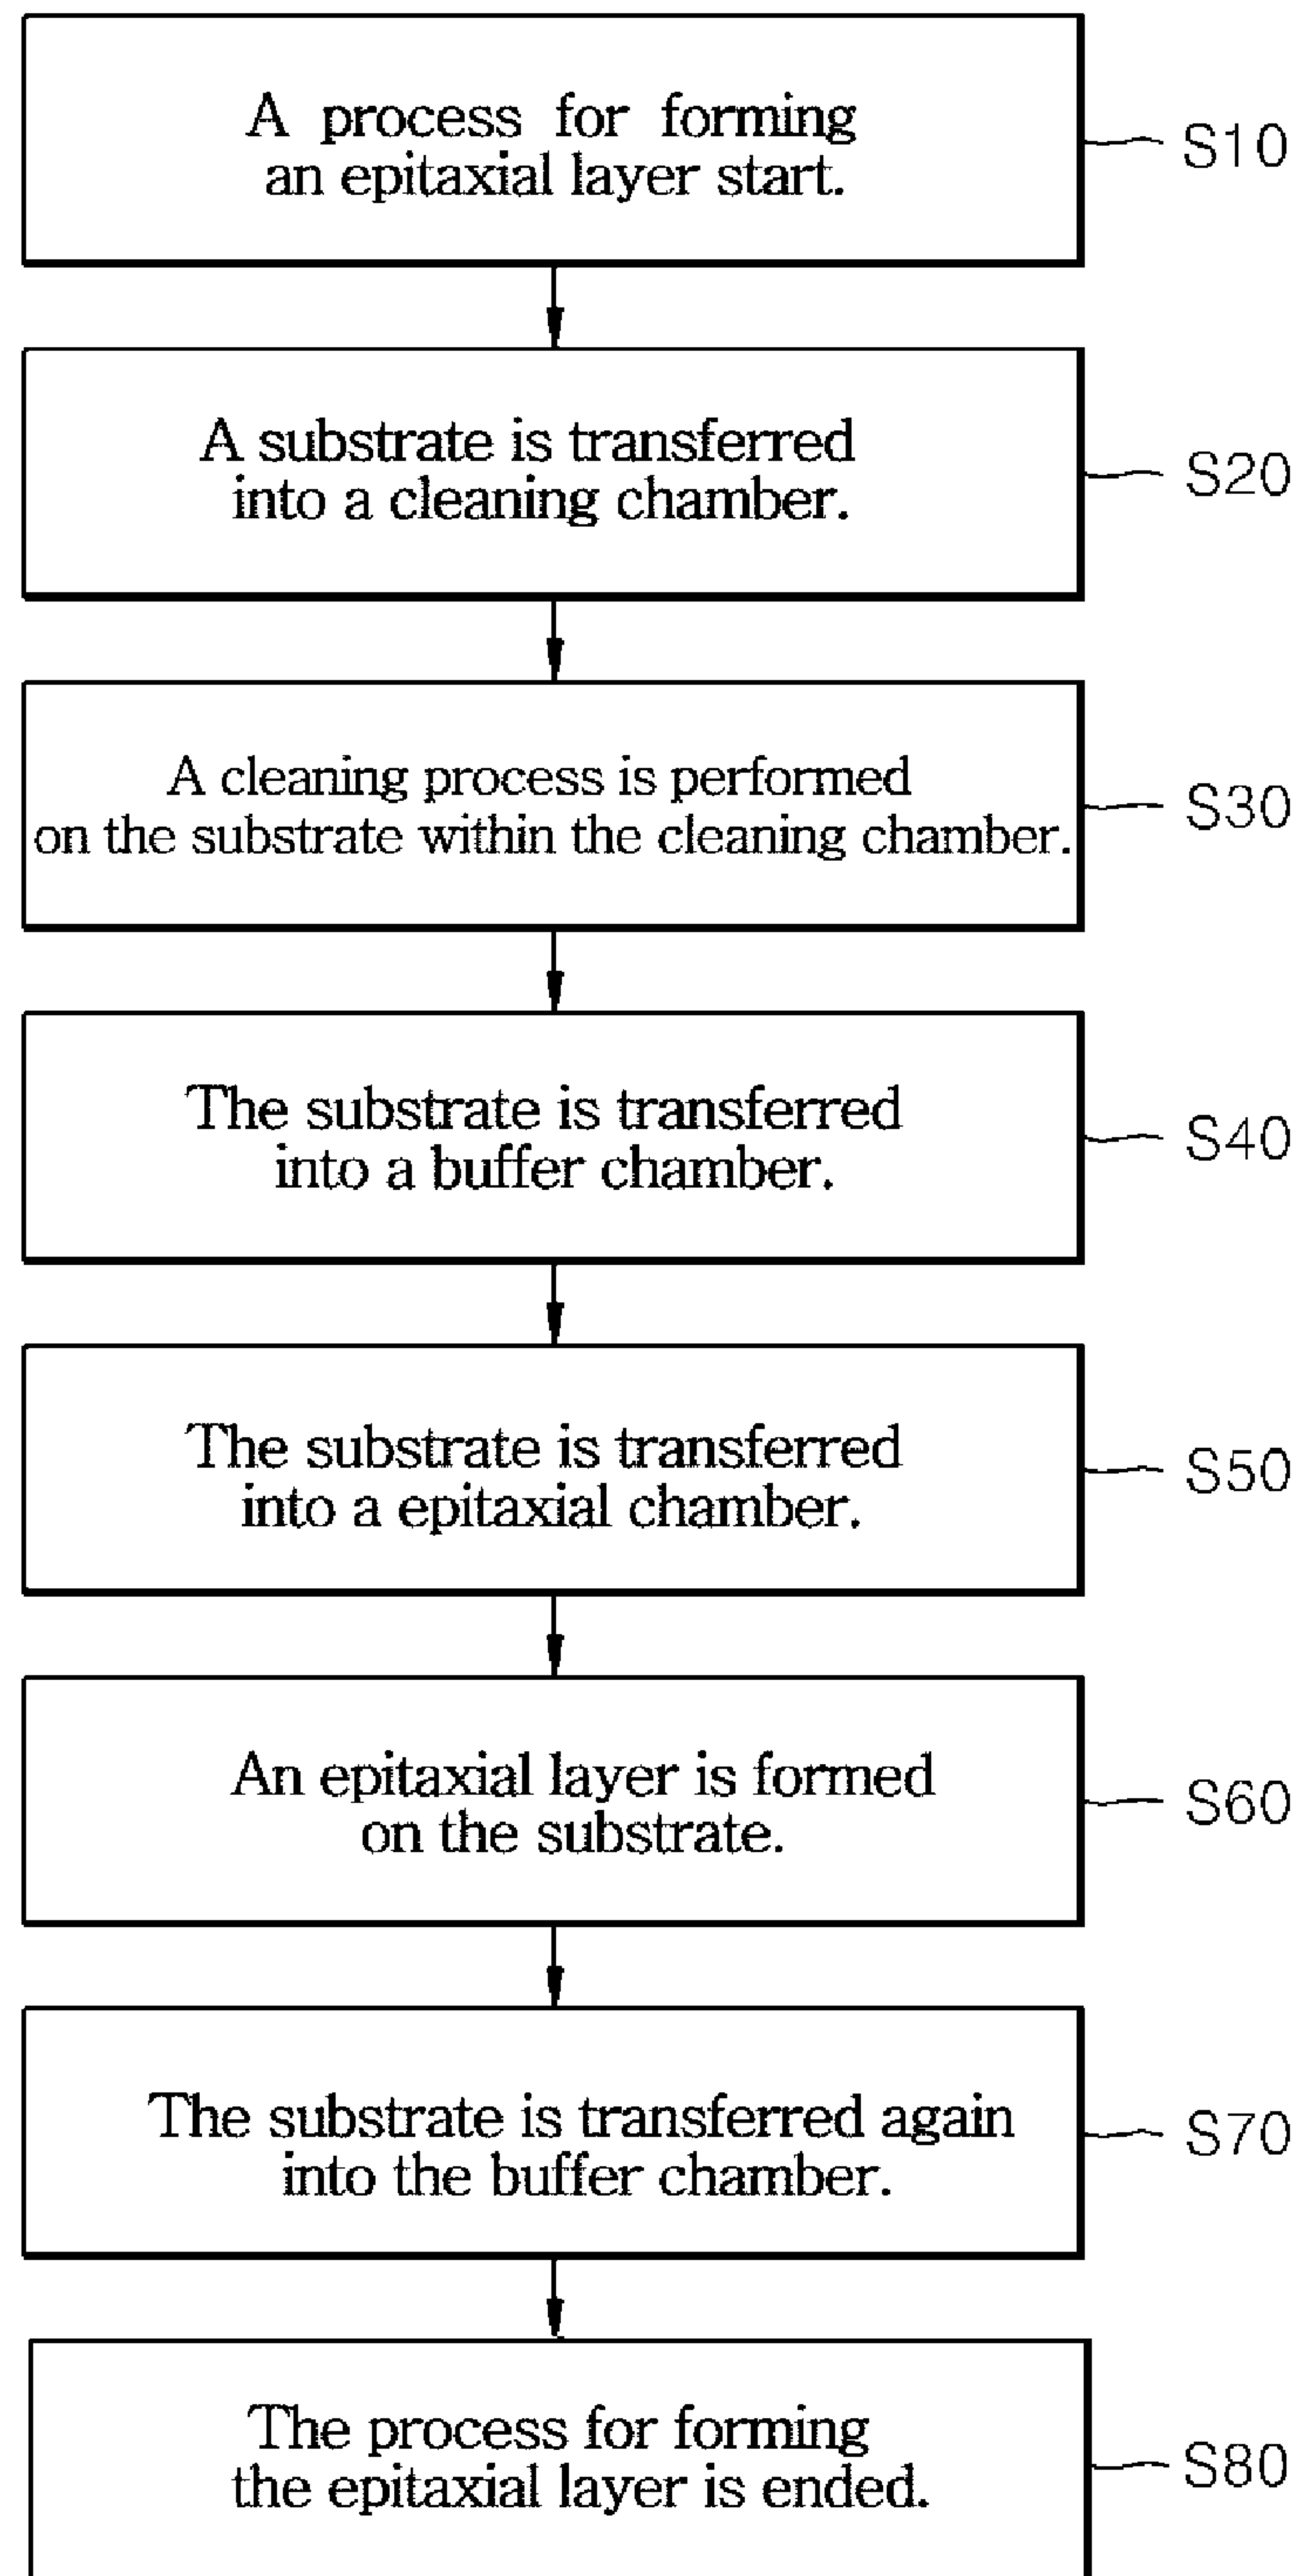 A process for forming
an epitaxial layer start.
S10
A substrate is transferred
into a cleaning chamber.
S20
A cleaning process is performed
on the substrate within the cleaning chamber.
S30
The substrate is transferred
into a buffer chamber.
S40
The substrate is transferred
into a epitaxial chamber.
S50
An epitaxial layer is formed
on the substrate.
S60
The substrate is transferred again
into the buffer chamber.
S70
The process for forming
the epitaxial layer is ended.
S80